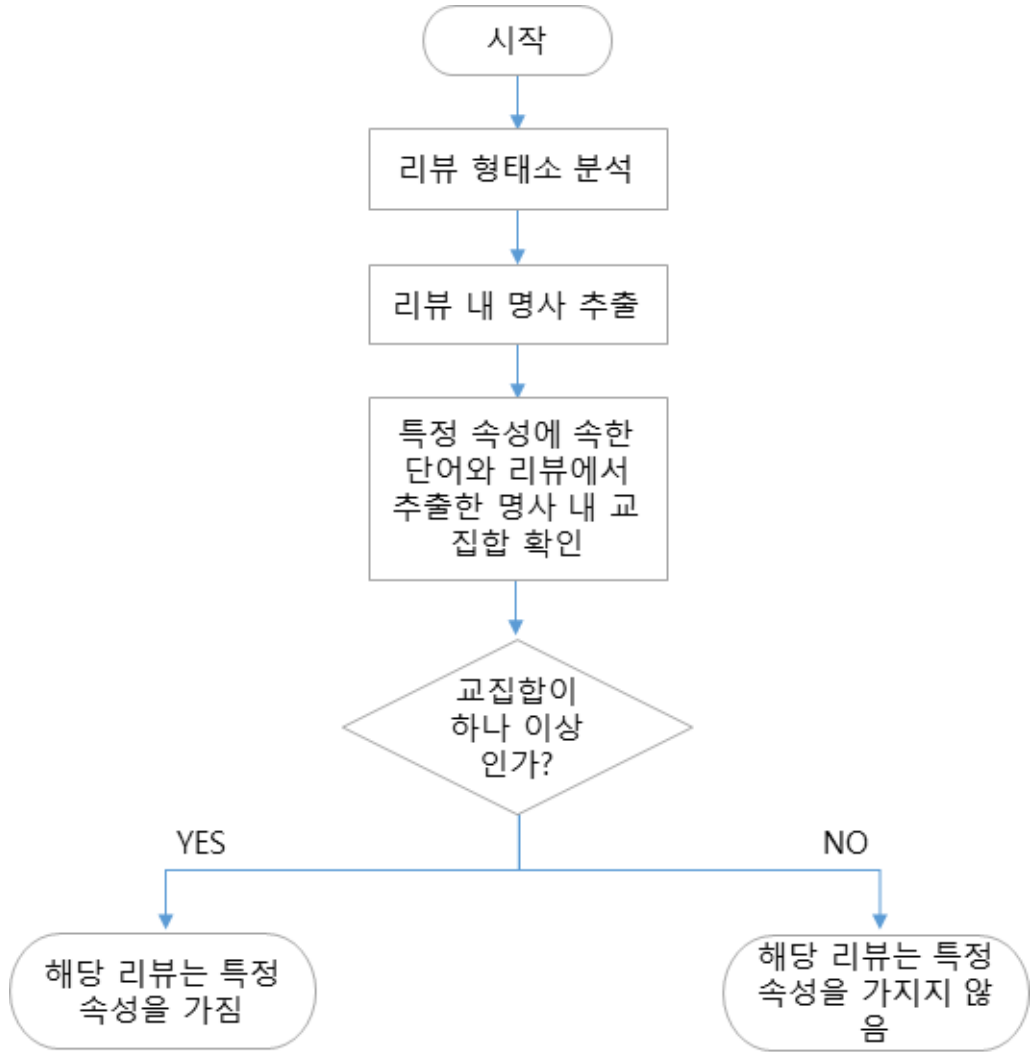 시작
리뷰 형태소 분석
리뷰 내 명사 추출
특정 속성에 속한
단어와 리뷰에서
추출한 명사 내 교
집합 확인
교집합이
하나 이상
인가?
YES
NO
해당 리뷰는 특정
속성을 가짐
해당 리뷰는 특정
속성을 가지지 않
음